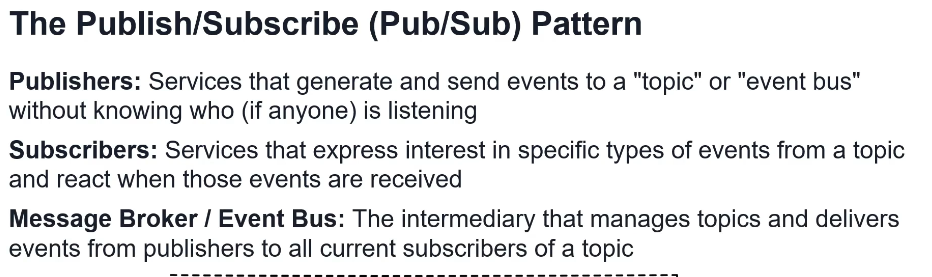 The Publish/Subscribe (Pub/Sub) Pattern
Publishers: Services that generate and send events to a "topic" or "event bus"
without knowing who (if anyone) is listening
Subscribers: Services that express interest in specific types of events from a topic
and react when those events are received
Message Broker / Event Bus: The intermediary that manages topics and delivers
events from publishers to all current subscribers of a topic